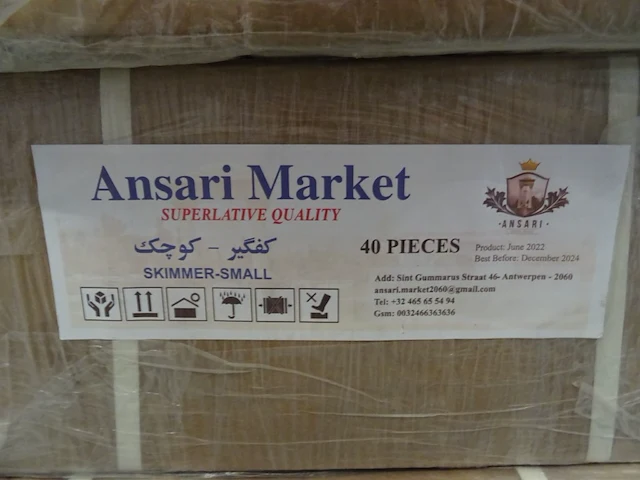 Ansari Market
SUPERLATIVE QUALITY
ANSARI
کفگیر - کوچک
SKIMMER-SMALL
40 PIECES
Product: June 2022
Best Before: December 2024
Add: Sint Gummarus Straat 46- Antwerpen - 2060
ansari.market2060@gmail.com
Tel: +32 465 65 54 94
Gsm: 0032466363636